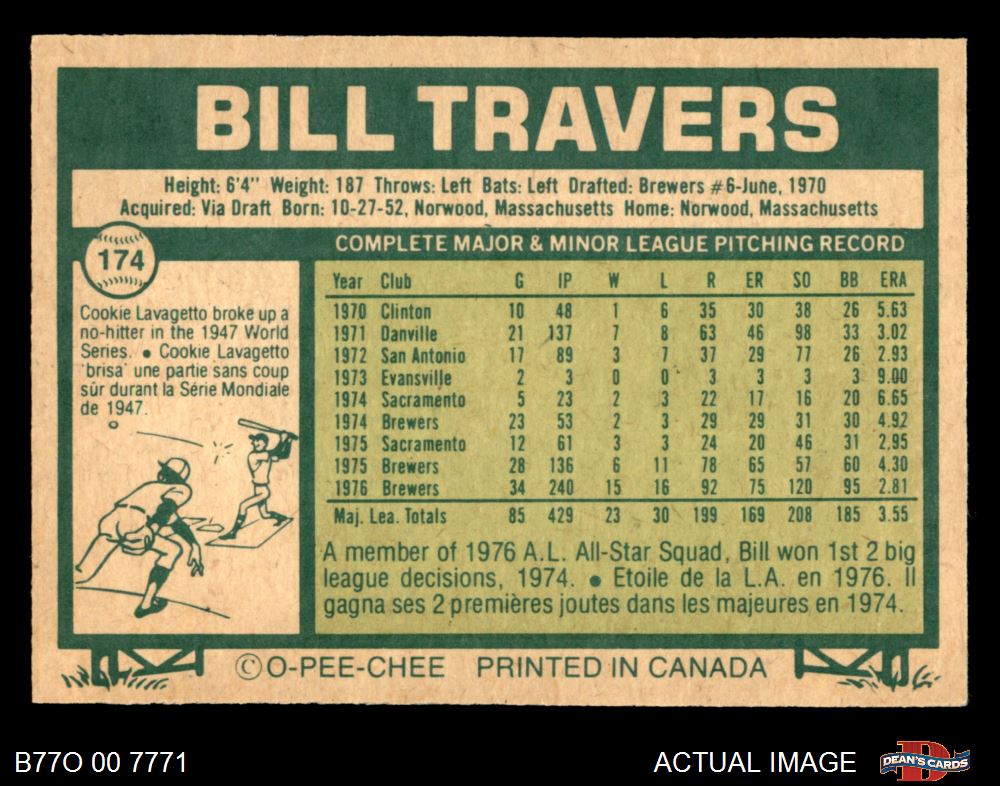 BILL TRAVERS
Height: 6'4" Weight: 187 Throws: Left Bats: Left Drafted: Brewers #6-June, 1970
Acquired: Via Draft Born: 10-27-52, Norwood, Massachusetts Home: Norwood, Massachusetts
174
Cookie Lavagetto broke up a
no-hitter in the 1947 World
Series. • Cookie Lavagetto
'brisa' une partie sans coup
sûr durant la Série Mondiale
de 1947.
COMPLETE MAJOR & MINOR LEAGUE PITCHING RECORD
Year Club G IP W L R ER SO BB ERA
1970 Clinton 10 48 1 6 35 30 38 26 5.63
1971 Danville 21 137 7 8 63 46 98 33 3.02
1972 San Antonio 17 89 3 7 37 29 77 26 2.93
1973 Evansville 2 3 0 0 3 3 3 3 9.00
1974 Sacramento 5 23 2 3 22 17 16 20 6.65
1974 Brewers 23 53 2 3 29 29 31 30 4.92
1975 Sacramento 12 61 3 3 24 20 46 31 2.95
1975 Brewers 28 136 6 11 78 65 57 60 4.30
1976 Brewers 34 240 15 16 92 75 120 95 2.81
Maj. Lea. Totals 85 429 23 30 199 169 208 185 3.55
A member of 1976 A.L. All-Star Squad, Bill won 1st 2 big
league decisions, 1974. • Etoile de la L.A. en 1976. Il
gagna ses 2 premières joutes dans les majeures en 1974.
© O-PEE-CHEE PRINTED IN CANADA
B77O 00 7771
ACTUAL IMAGE
DEAN'S CARDS